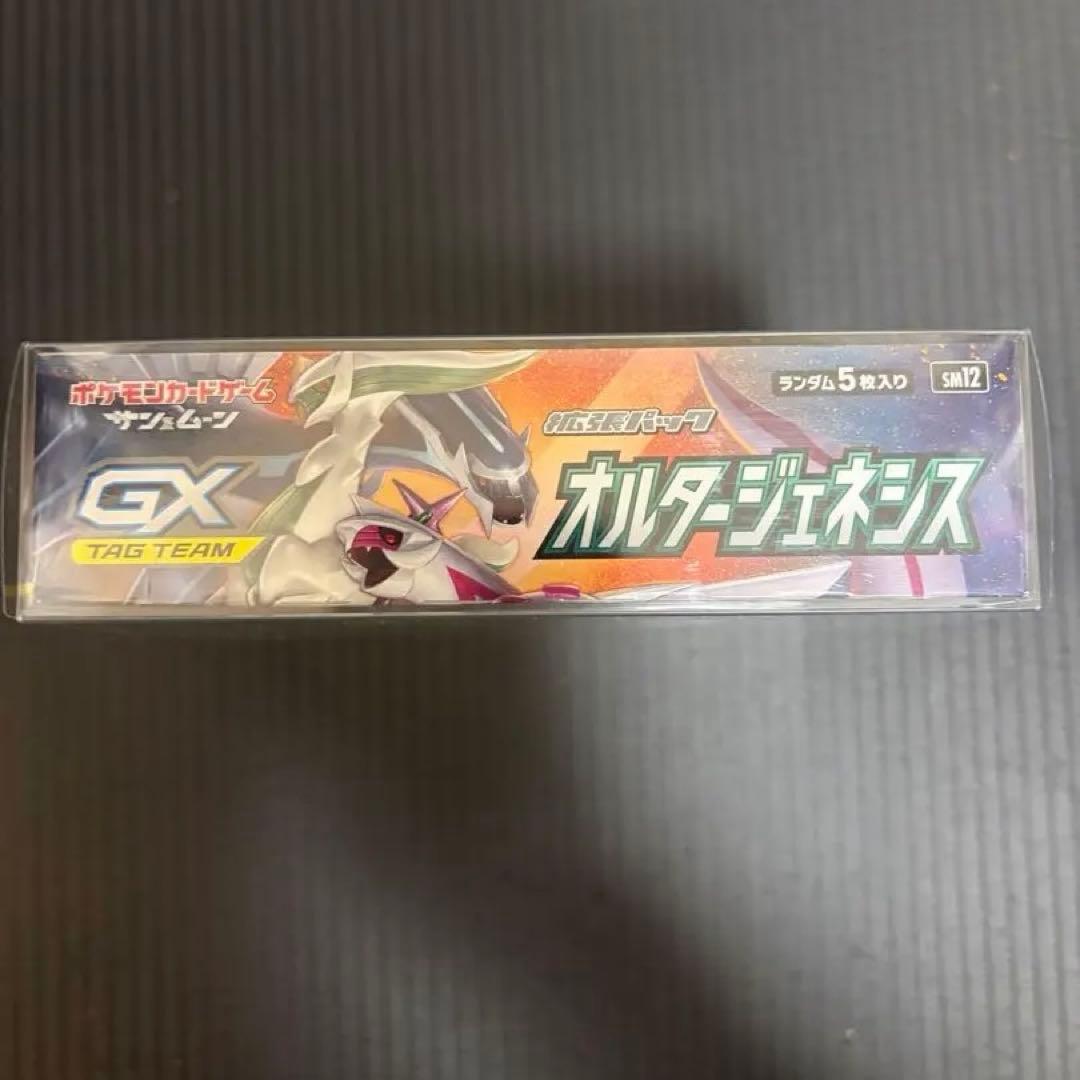 ポケモンカードゲーム
サン&ムーン
GX
TAG TEAM
拡張パック
オルタージェネシス
ランダム5枚入り
SM12